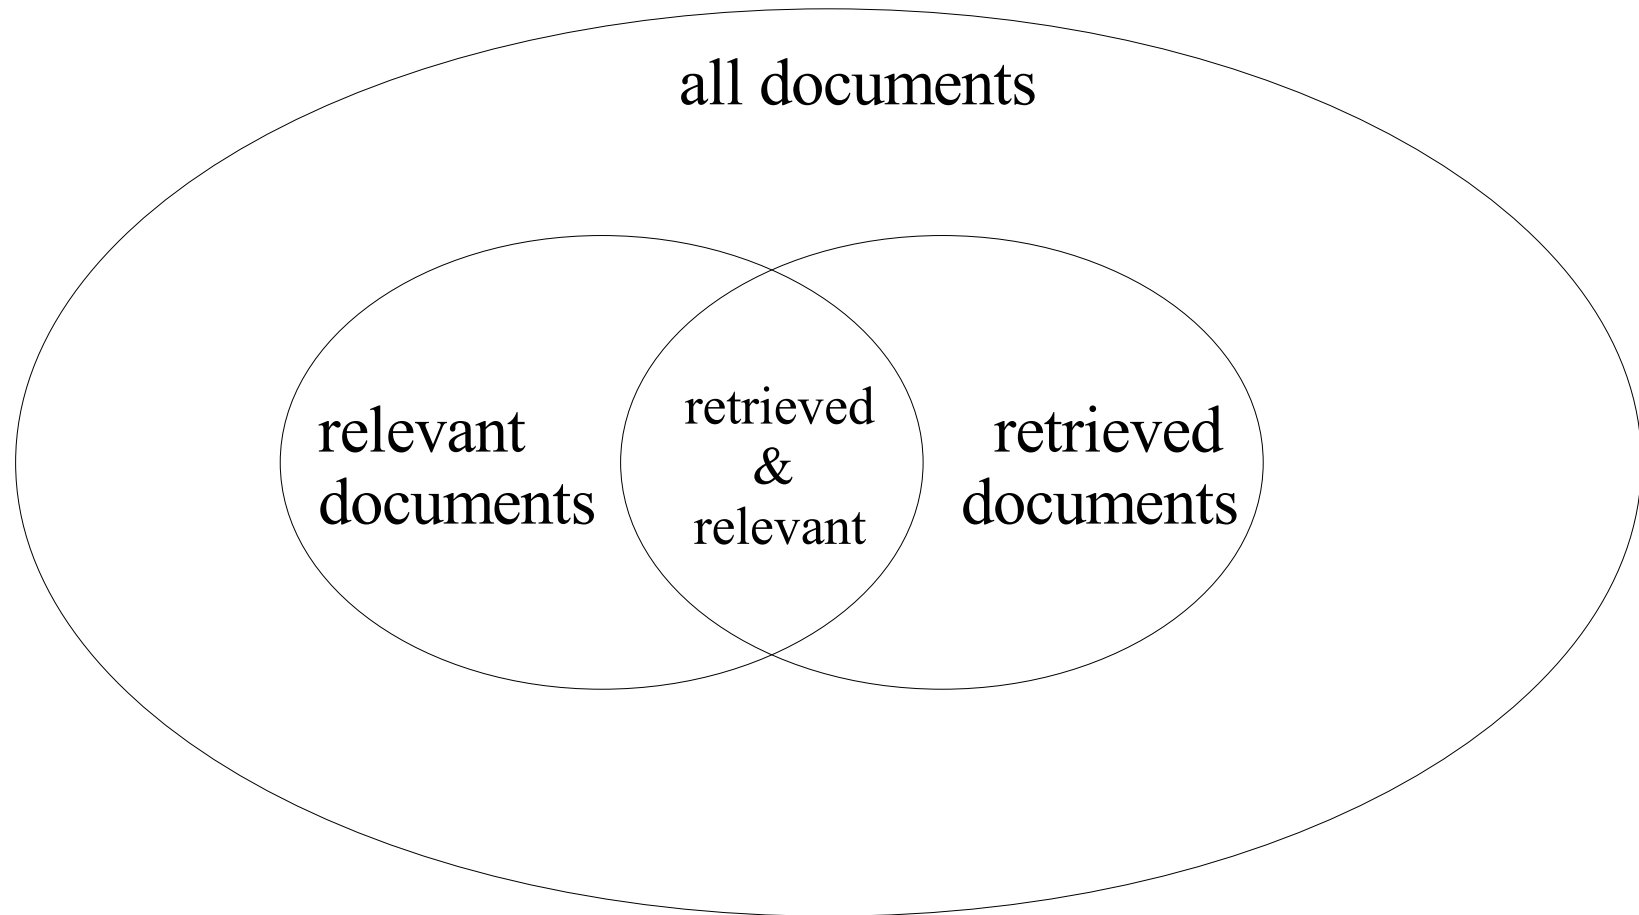 all documents
relevant
documents
retrieved
&
relevant
retrieved
documents